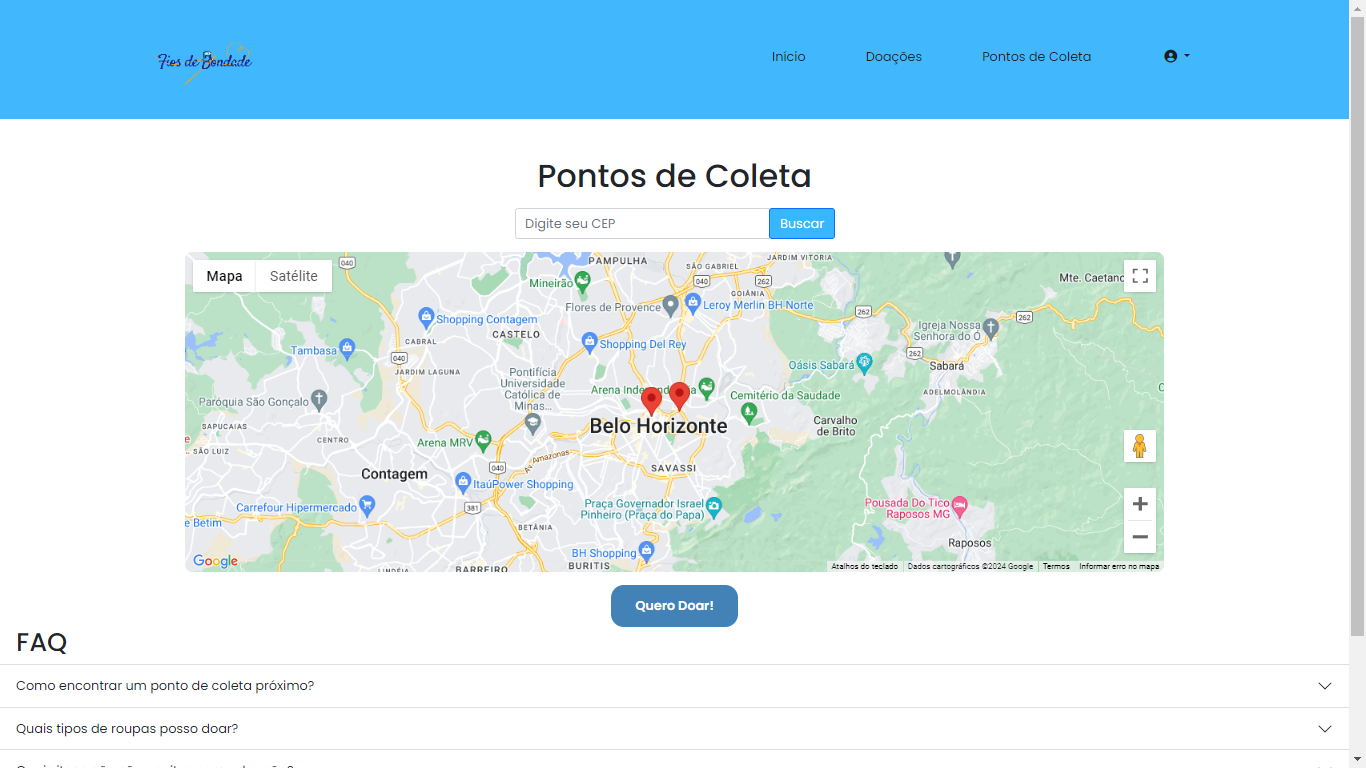 Fios de Bondade
Início
Doações
Pontos de Coleta
Pontos de Coleta
Digite seu CEP
Buscar
Mapa
Satélite
040
PAMPULHA
SÃO GABRIEL
JARDIM VITORIA
Mte. Caetano
Mineirão
040
262
GOIÂNIA
Flores de Provence
Leroy Merlin BH Norte
262
262
Shopping Contagem
CASTELO
Igreja Nossa
Senhora do Ó
CABRAL
Shopping Del Rey
Tambasa
040
262
Oásis Sabará
Sabará
JARDIM LAGUNA
Pontifícia
Universidade
Católica de
Minas...
Arena
Cemitério da Saudade
ADELMOLÂNDIA
Paróquia São Gonçalo
Belo Horizonte
Carvalho
de Brito
SAPUCAIAS
CENTRO
Arena MRV
SÃO LUIZ
Av. Amazonas
040
SAVASSI
Contagem
ItaúPower Shopping
Carrefour Hipermercado
381
Praça Governador Israel
Pinheiro (Praça do Papa)
Pousada Do Tico
Raposos MG
e Betim
BETÂNIA
Raposos
BH Shopping
BURITIS
BARREIRO
LINDÉIA
Google
Atalhos do teclado
Dados cartográficos ©2024 Google
Termos
Informar erro no mapa
Quero Doar!
FAQ
Como encontrar um ponto de coleta próximo?
Quais tipos de roupas posso doar?